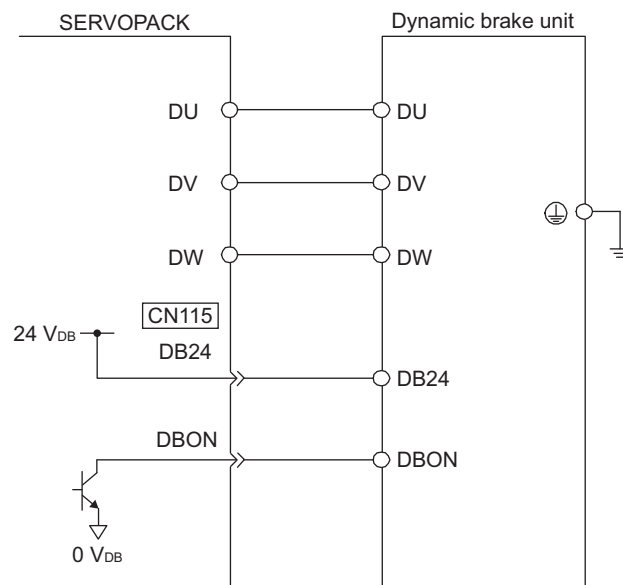 SERVOPACK
Dynamic brake unit
DU
DU
DV
DV
DW
DW
CN115
24 VDB
DB24
DB24
DBON
DBON
0 VDB